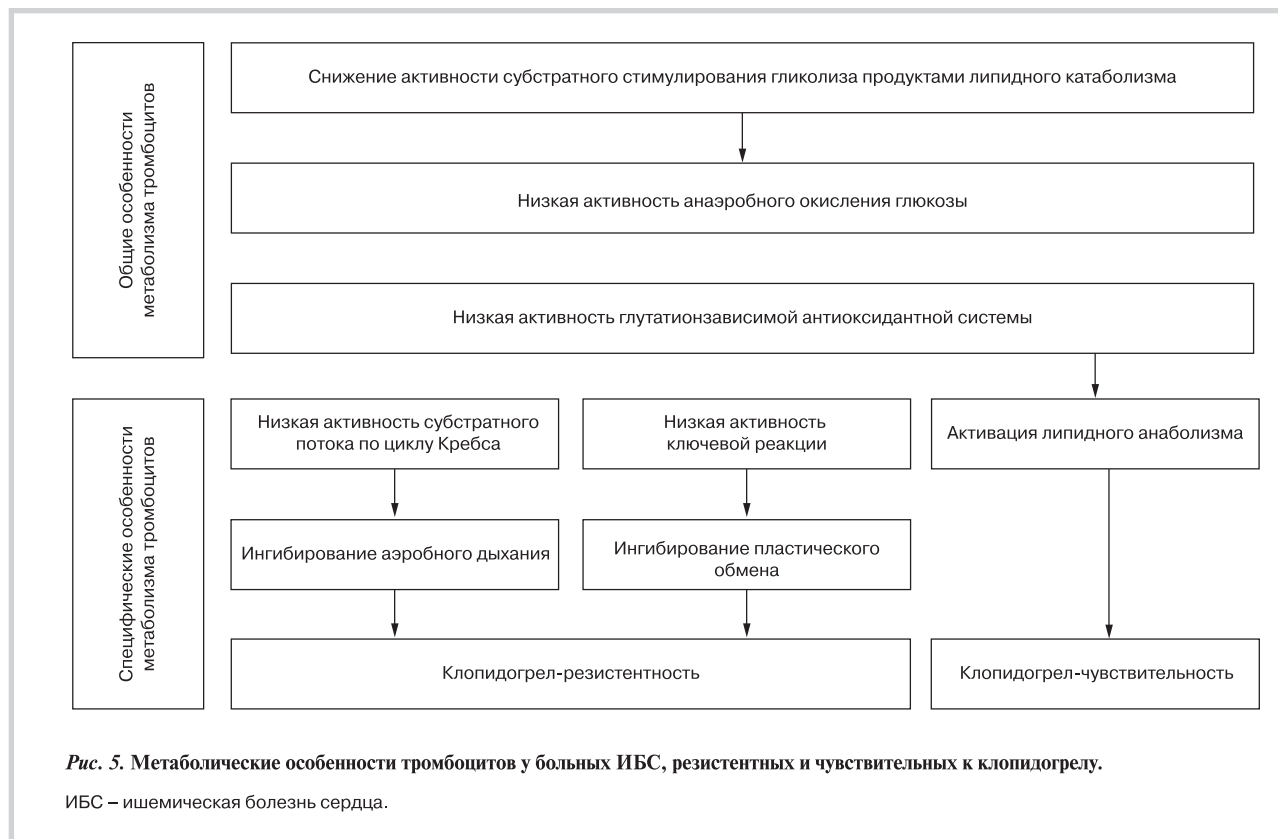 Общие особенности
метаболизма тромбоцитов
Снижение активности субстратного стимулирования гликолиза продуктами липидного катаболизма
Низкая активность анаэробного окисления глюкозы
Низкая активность глутатионзависимой антиоксидантной системы
Специфические особенности
метаболизма тромбоцитов
Низкая активность субстратного
потока по циклу Кребса
Низкая активность
ключевой реакции
Активация липидного анаболизма
Ингибирование аэробного дыхания
Ингибирование пластического
обмена
Клопидогрел-резистентность
Клопидогрел-чувствительность
Рис. 5. Метаболические особенности тромбоцитов у больных ИБС, резистентных и чувствительных к клопидогрелу.
ИБС – ишемическая болезнь сердца.